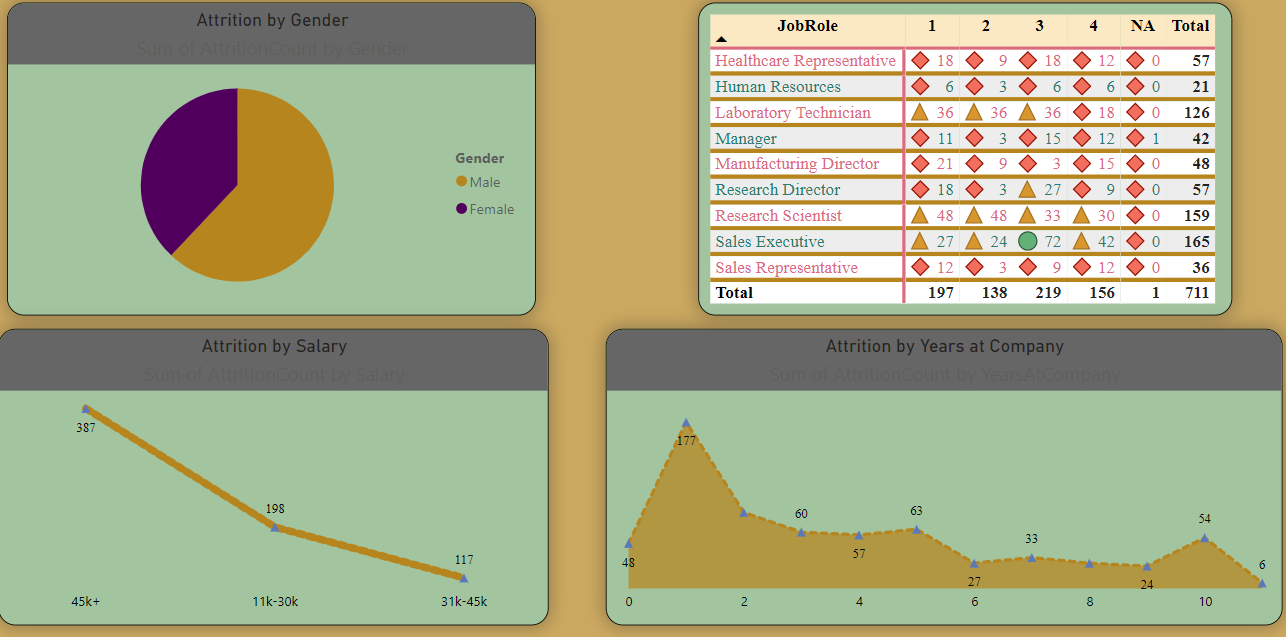 Attrition by Gender
Sum of AttritionCount by Gender
Gender
Male
Female
JobRole 1 2 3 4 NA Total
Healthcare Representative 18 9 18 12 0 57
Human Resources 6 3 6 6 0 21
Laboratory Technician 36 36 36 18 0 126
Manager 11 3 15 12 1 42
Manufacturing Director 21 9 3 15 0 48
Research Director 18 3 27 9 0 57
Research Scientist 48 48 33 30 0 159
Sales Executive 27 24 72 42 0 165
Sales Representative 12 3 9 12 0 36
Total 197 138 219 156 1 711
Attrition by Salary
Sum of AttritionCount by Salary
387
198
117
45k+ 11k-30k 31k-45k
Attrition by Years at Company
Sum of AttritionCount by YearsAtCompany
177
60 63 54
48 57 33 6
27 24
0 2 4 6 8 10